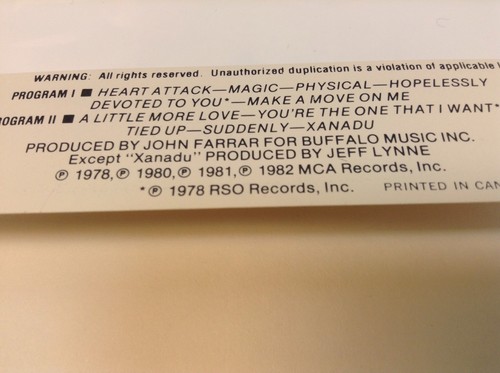 WARNING: All rights reserved. Unauthorized duplication is a violation of applicable
PROGRAM I ■ HEART ATTACK—MAGIC—PHYSICAL—HOPELESSLY
DEVOTED TO YOU*—MAKE A MOVE ON ME
PROGRAM II ■ A LITTLE MORE LOVE—YOU'RE THE ONE THAT I WANT*
TIED UP—SUDDENLY—XANADU
PRODUCED BY JOHN FARRAR FOR BUFFALO MUSIC INC.
Except "Xanadu" PRODUCED BY JEFF LYNNE
℗ 1978, ℗ 1980, ℗ 1981, ℗ 1982 MCA Records, Inc.
*℗ 1978 RSO Records, Inc. PRINTED IN CAN